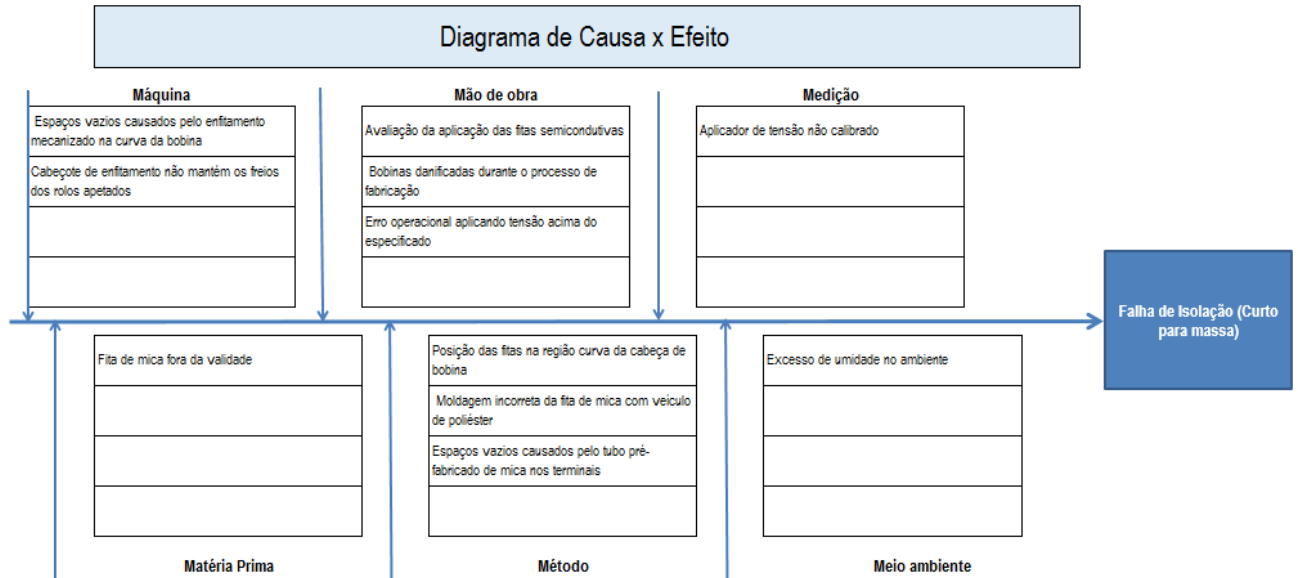 Diagrama de Causa x Efeito
Máquina
Espaços vazios causados pelo enfitamento
mecanizado na curva da bobina
Cabeçote de enfitamento não mantém os freios
dos rolos apetados
Mão de obra
Avaliação da aplicação das fitas semicondutivas
Bobinas danificadas durante o processo de
fabricação
Erro operacional aplicando tensão acima do
especificado
Medição
Aplicador de tensão não calibrado
Falha de Isolação (Curto
para massa)
Fita de mica fora da validade
Matéria Prima
Posição das fitas na região curva da cabeça de
bobina
Moldagem incorreta da fita de mica com veículo
de poliéster
Espaços vazios causados pelo tubo pré-
fabricado de mica nos terminais
Método
Excesso de umidade no ambiente
Meio ambiente